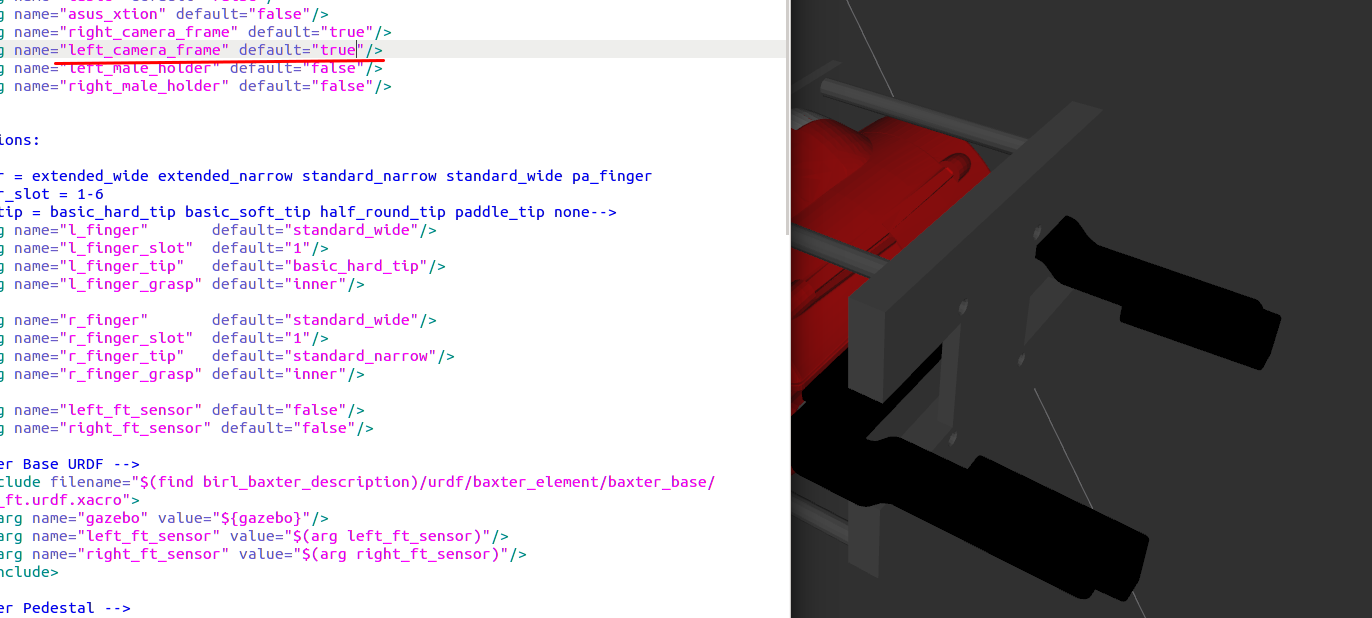 g name="asus_xtion" default="false"/>
g name="right_camera_frame" default="true"/>
g name="left_camera_frame" default="true"/>
g name="left_male_holder" default="false"/>
g name="right_male_holder" default="false"/>
ions:
r = extended_wide extended_narrow standard_narrow standard_wide pa_finger
r_slot = 1-6
tip = basic_hard_tip basic_soft_tip half_round_tip paddle_tip none-->
g name="l_finger" default="standard_wide"/>
g name="l_finger_slot" default="1"/>
g name="l_finger_tip" default="basic_hard_tip"/>
g name="l_finger_grasp" default="inner"/>
g name="r_finger" default="standard_wide"/>
g name="r_finger_slot" default="1"/>
g name="r_finger_tip" default="standard_narrow"/>
g name="r_finger_grasp" default="inner"/>
g name="left_ft_sensor" default="false"/>
g name="right_ft_sensor" default="false"/>
er Base URDF -->
clude filename="$(find birl_baxter_description)/urdf/baxter_element/baxter_base/
_ft.urdf.xacro">
arg name="gazebo" value="${gazebo}"/>
arg name="left_ft_sensor" value="$(arg left_ft_sensor)"/>
arg name="right_ft_sensor" value="$(arg right_ft_sensor)"/>
nclude>
er Pedestal -->